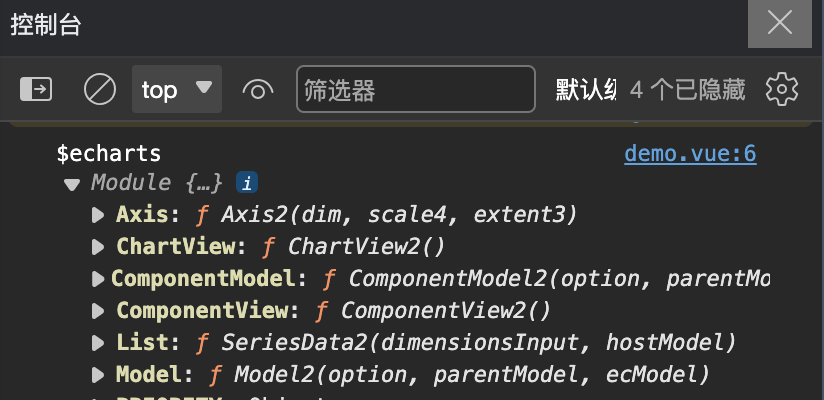 控制台
top 筛选器 默认级 4 个已隐藏
$echarts demo.vue:6
Module {…} i
Axis: ƒ Axis2(dim, scale4, extent3)
ChartView: ƒ ChartView2()
ComponentModel: ƒ ComponentModel2(option, parentMo
ComponentView: ƒ ComponentView2()
List: ƒ SeriesData2(dimensionsInput, hostModel)
Model: ƒ Model2(option, parentModel, ecModel)